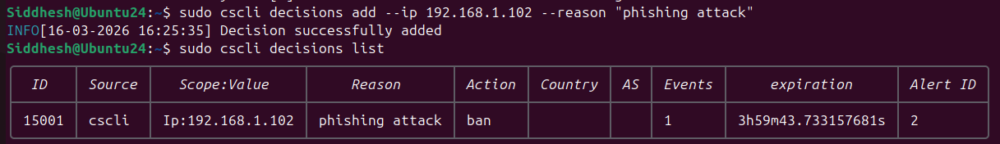 Siddhesh@Ubuntu24:~$ sudo cscli decisions add --ip 192.168.1.102 --reason "phishing attack"
INFO[16-03-2026 16:25:35] Decision successfully added
Siddhesh@Ubuntu24:~$ sudo cscli decisions list
ID Source Scope:Value Reason Action Country AS Events expiration Alert ID
15001 cscli Ip:192.168.1.102 phishing attack ban 1 3h59m43.733157681s 2